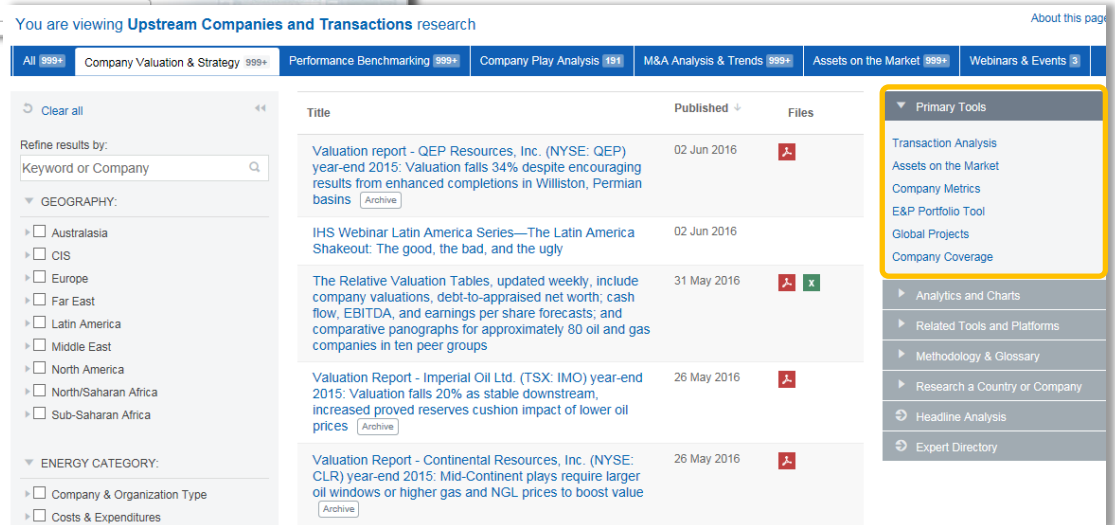 You are viewing Upstream Companies and Transactions research
About this page
All 999+
Company Valuation & Strategy 999+
Performance Benchmarking 999+
Company Play Analysis 191
M&A Analysis & Trends 999+
Assets on the Market 999+
Webinars & Events 3
Clear all
Refine results by:
Keyword or Company
GEOGRAPHY:
Australasia
CIS
Europe
Far East
Latin America
Middle East
North America
North/Saharan Africa
Sub-Saharan Africa
ENERGY CATEGORY:
Company & Organization Type
Costs & Expenditures
Title
Published
Files
Valuation report - QEP Resources, Inc. (NYSE: QEP)
year-end 2015: Valuation falls 34% despite encouraging
results from enhanced completions in Williston, Permian
basins Archive
02 Jun 2016
IHS Webinar Latin America Series—The Latin America
Shakeout: The good, the bad, and the ugly
02 Jun 2016
The Relative Valuation Tables, updated weekly, include
company valuations, debt-to-appraised net worth; cash
flow, EBITDA, and earnings per share forecasts; and
comparative panographs for approximately 80 oil and gas
companies in ten peer groups
31 May 2016
X
Valuation Report - Imperial Oil Ltd. (TSX: IMO) year-end
2015: Valuation falls 20% as stable downstream,
increased proved reserves cushion impact of lower oil
prices Archive
26 May 2016
Valuation Report - Continental Resources, Inc. (NYSE:
CLR) year-end 2015: Mid-Continent plays require larger
oil windows or higher gas and NGL prices to boost value
Archive
26 May 2016
Primary Tools
Transaction Analysis
Assets on the Market
Company Metrics
E&P Portfolio Tool
Global Projects
Company Coverage
Analytics and Charts
Related Tools and Platforms
Methodology & Glossary
Research a Country or Company
Headline Analysis
Expert Directory